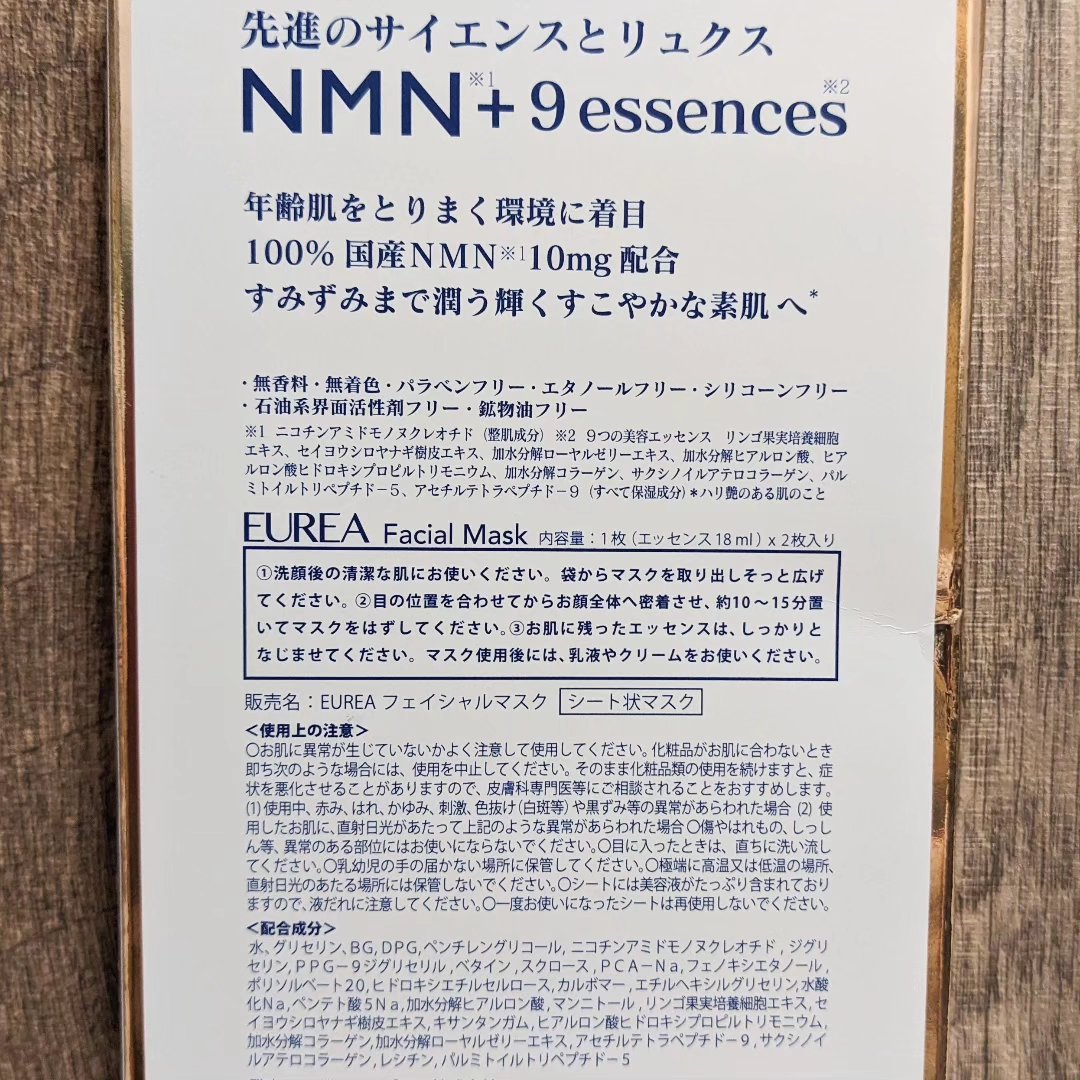 先進のサイエンスとリュクス
NMN※1+9 essences※2
年齢肌をとりまく環境に着目
100% 国産NMN※110mg 配合
すみずみまで潤う輝くすこやかな素肌へ*
・無香料・無着色・パラベンフリー・エタノールフリー・シリコーンフリー
・石油系界面活性剤フリー・鉱物油フリー
※1 ニコチンアミドモノヌクレオチド（整肌成分）※2 9つの美容エッセンス リンゴ果実培養細胞
エキス、セイヨウシロヤナギ樹皮エキス、加水分解ローヤルゼリーエキス、加水分解ヒアルロン酸、ヒア
ルロン酸ヒドロキシプロピルトリモニウム、加水分解コラーゲン、サクシノイルアテロコラーゲン、パル
ミトイルトリペプチド−5、アセチルテトラペプチド−9（すべて保湿成分）*ハリ艶のある肌のこと
EUREA Facial Mask 内容量：1枚（エッセンス18ml）x 2枚入り
①洗顔後の清潔な肌にお使いください。袋からマスクを取り出しそっと広げ
てください。②目の位置を合わせてからお顔全体へ密着させ、約10〜15分置
いてマスクをはずしてください。③お肌に残ったエッセンスは、しっかりと
なじませてください。マスク使用後には、乳液やクリームをお使いください。
販売名：EUREA フェイシャルマスク シート状マスク
＜使用上の注意＞
〇お肌に異常が生じていないかよく注意して使用してください。化粧品がお肌に合わないとき
即ち次のような場合には、使用を中止してください。そのまま化粧品類の使用を続けますと、症
状を悪化させることがありますので、皮膚科専門医等にご相談されることをおすすめします。
(1)使用中、赤み、はれ、かゆみ、刺激、色抜け（白斑等）や黒ずみ等の異常があらわれた場合 (2) 使
用したお肌に、直射日光があたって上記のような異常があらわれた場合〇傷やはれもの、しっし
ん等、異常のある部位にはお使いにならないでください。〇目に入ったときは、直ちに洗い流し
てください。〇乳幼児の手の届かない場所に保管してください。〇極端に高温又は低温の場所、
直射日光のあたる場所には保管しないでください。〇シートには美容液がたっぷり含まれており
ますので、液だれに注意してください。〇一度お使いになったシートは再使用しないでください。
＜配合成分＞
水、グリセリン、BG,DPG,ペンチレングリコール, ニコチンアミドモノヌクレオチド, ジグリ
セリン,PPG−9ジグリセリル,ベタイン,スクロース,PCA−Na,フェノキシエタノール,
ポリソルベート20,ヒドロキシエチルセルロース,カルボマー,エチルヘキシルグリセリン,水酸
化Na,ペンテト酸5Na,加水分解ヒアルロン酸,マンニトール,リンゴ果実培養細胞エキス,セ
イヨウシロヤナギ樹皮エキス,キサンタンガム,ヒアルロン酸ヒドロキシプロピルトリモニウム,
加水分解コラーゲン,加水分解ローヤルゼリーエキス,アセチルテトラペプチド−9,サクシノイ
ルアテロコラーゲン,レシチン,パルミトイルトリペプチド−5